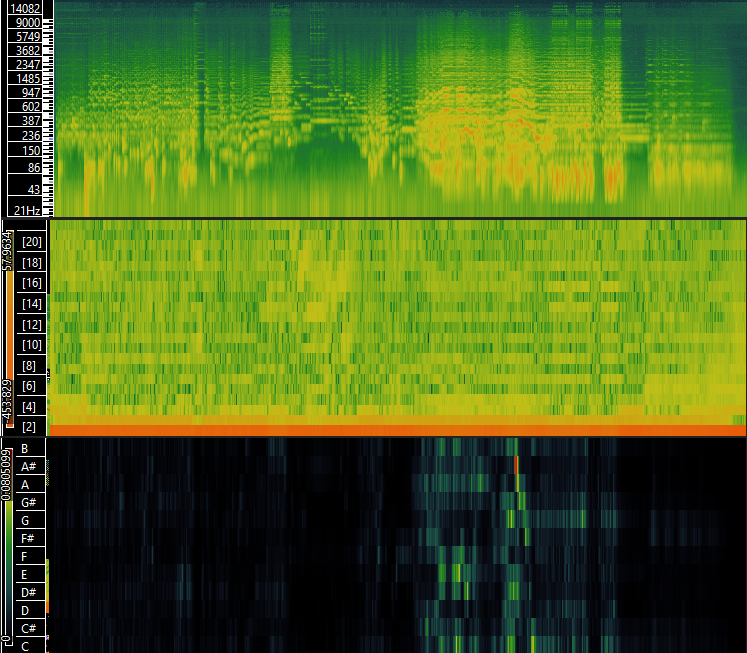 14082
9000
5749
3682
2347
1485
947
602
387
236
150
86
43
21Hz
57.9634
-453.829
[20]
[18]
[16]
[14]
[12]
[10]
[8]
[6]
[4]
[2]
0.0805099
0
B
A#
A
G#
G
F#
F
E
D#
D
C#
C